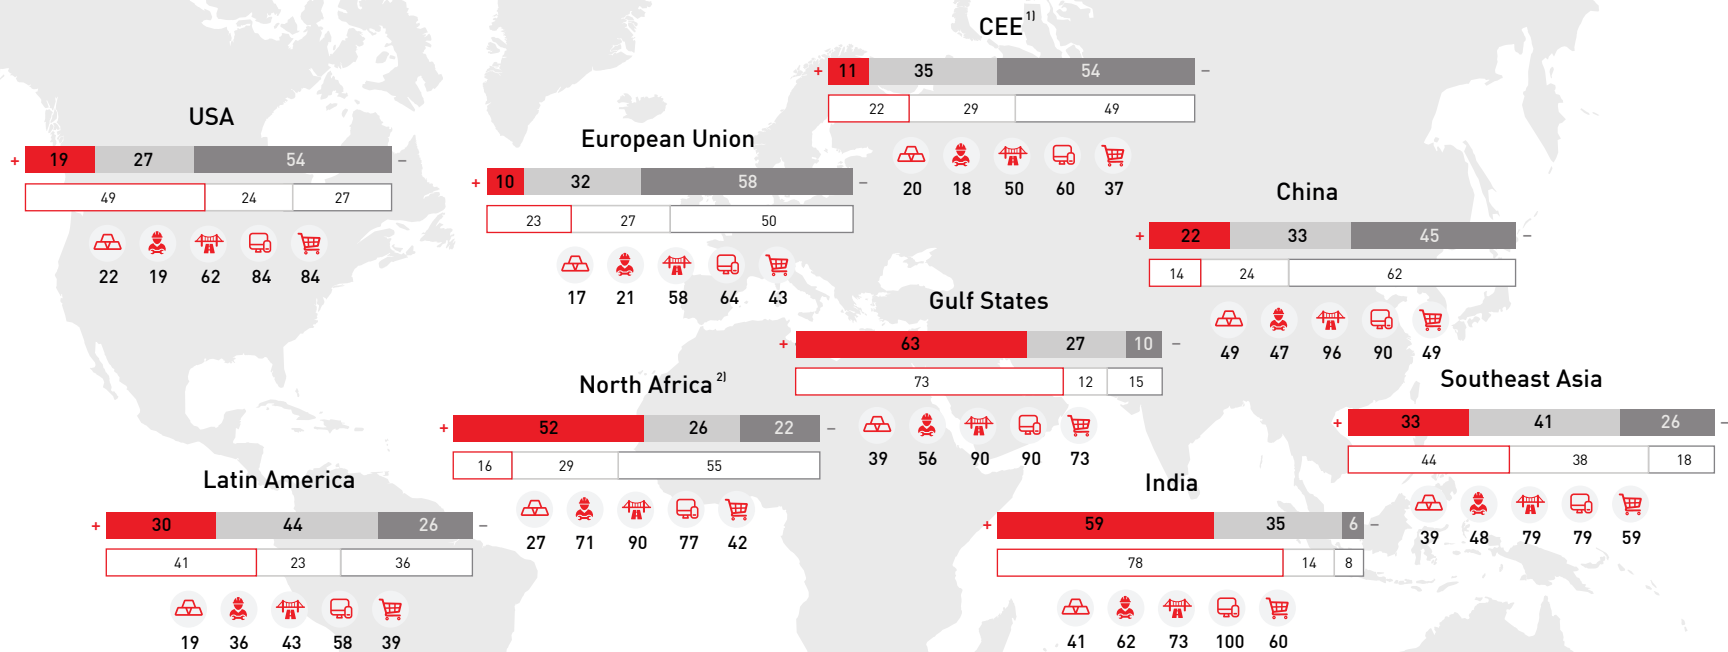 CEE 1)
+ 11 35 54 –
22 29 49
20 18 50 60 37
USA
+ 19 27 54 –
49 24 27
22 19 62 84 84
European Union
+ 10 32 58 –
23 27 50
17 21 58 64 43
China
+ 22 33 45 –
14 24 62
49 47 96 90 49
Gulf States
+ 63 27 10 –
73 12 15
39 56 90 90 73
North Africa 2)
+ 52 26 22 –
16 29 55
27 71 90 77 42
Southeast Asia
+ 33 41 26 –
44 38 18
39 48 79 79 59
Latin America
+ 30 44 26 –
41 23 36
19 36 43 58 39
India
+ 59 35 6 –
78 14 8
41 62 73 100 60